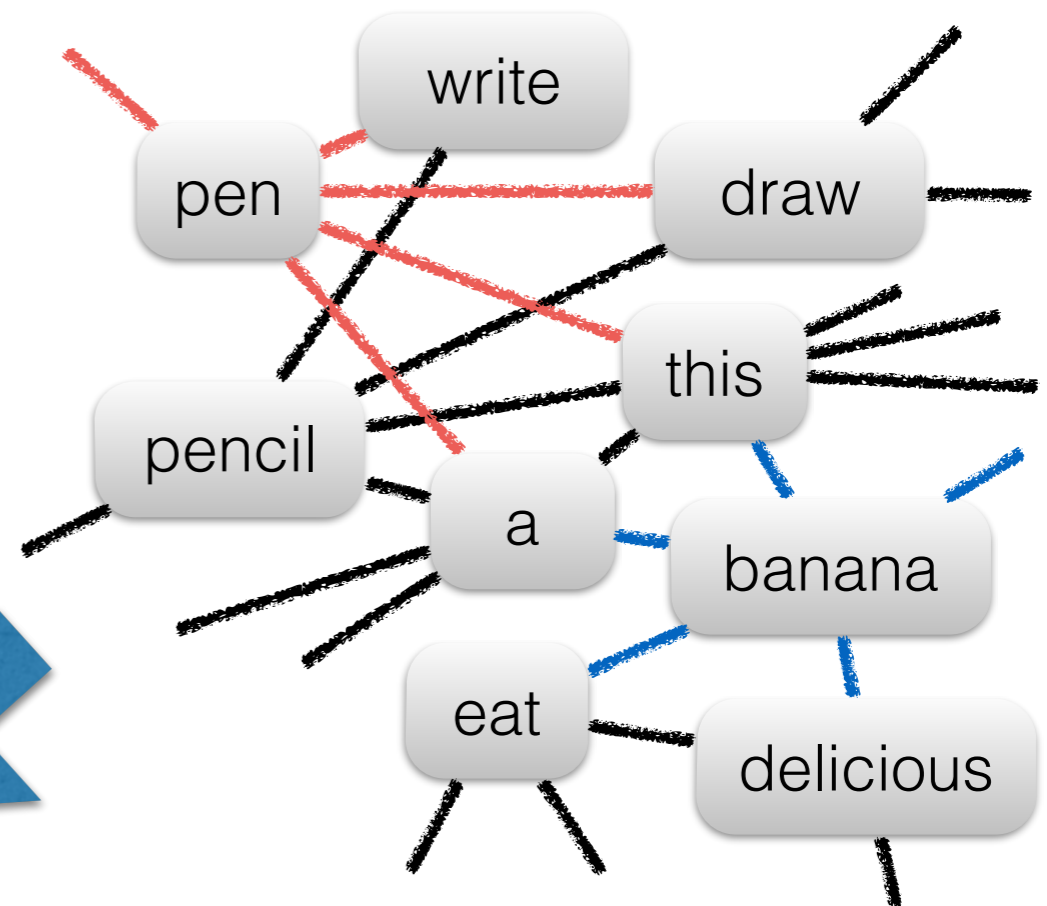 write
pen
draw
this
pencil
a
banana
eat
delicious